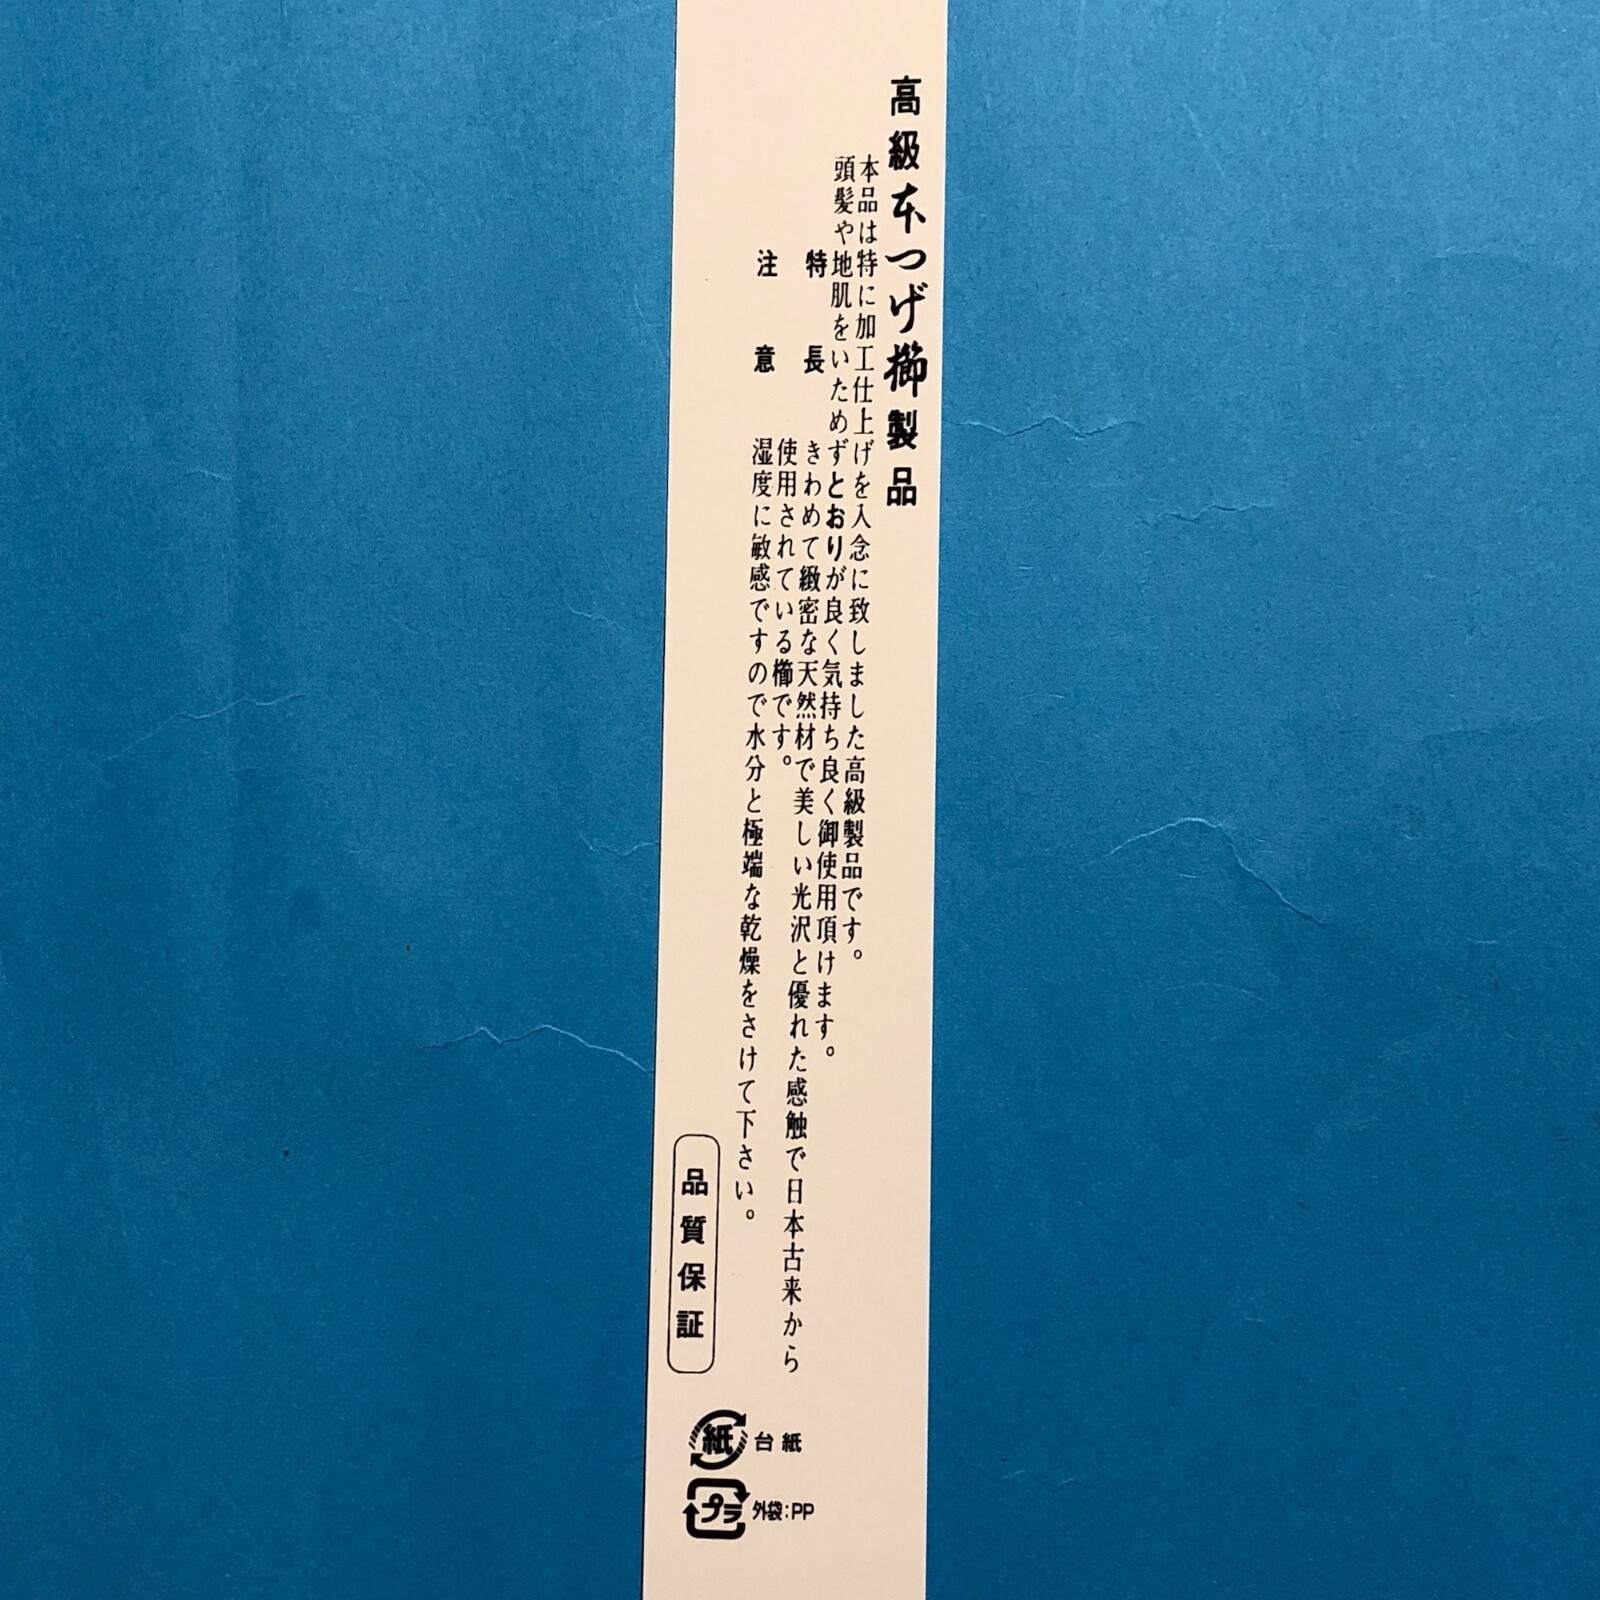 高級本つげ櫛製品
本品は特に加工仕上げを入念に致しました高級製品です。
頭髪や地肌をいためずとおりが良く気持ち良く御使用頂けます。
特長 きわめて緻密な天然材で美しい光沢と優れた感触で日本古来から
使用されている櫛です。
注意 湿度に敏感ですので水分と極端な乾燥をさけて下さい。
品質保証
紙 台紙
プラ 外袋:PP